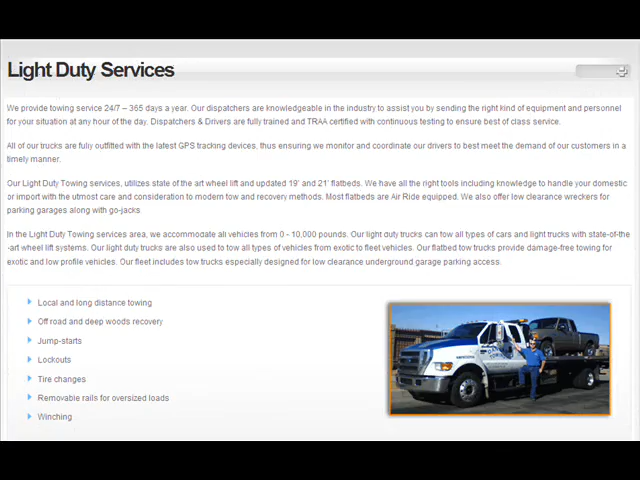 Light Duty Services
We provide towing service 24/7 – 365 days a year. Our dispatchers are knowledgeable in the industry to assist you by sending the right kind of equipment and personnel
for your situation at any hour of the day. Dispatchers & Drivers are fully trained and TRAA certified with continuous testing to ensure best of class service.
All of our trucks are fully outfitted with the latest GPS tracking devices, thus ensuring we monitor and coordinate our drivers to best meet the demand of our customers in a
timely manner.
Our Light Duty Towing services, utilizes state of the art wheel lift and updated 19' and 21' flatbeds. We have all the right tools including knowledge to handle your domestic
or import with the utmost care and consideration to modern tow and recovery methods. Most flatbeds are Air Ride equipped. We also offer low clearance wreckers for
parking garages along with go-jacks
In the Light Duty Towing services area, we accommodate all vehicles from 0 - 10,000 pounds. Our light duty trucks can tow all types of cars and light trucks with state-of-the
-art wheel lift systems. Our light duty trucks are also used to tow all types of vehicles from exotic to fleet vehicles. Our flatbed tow trucks provide damage-free towing for
exotic and low profile vehicles. Our fleet includes tow trucks especially designed for low clearance underground garage parking access.
Local and long distance towing
Off road and deep woods recovery
Jump-starts
Lockouts
Tire changes
Removable rails for oversized loads
Winching